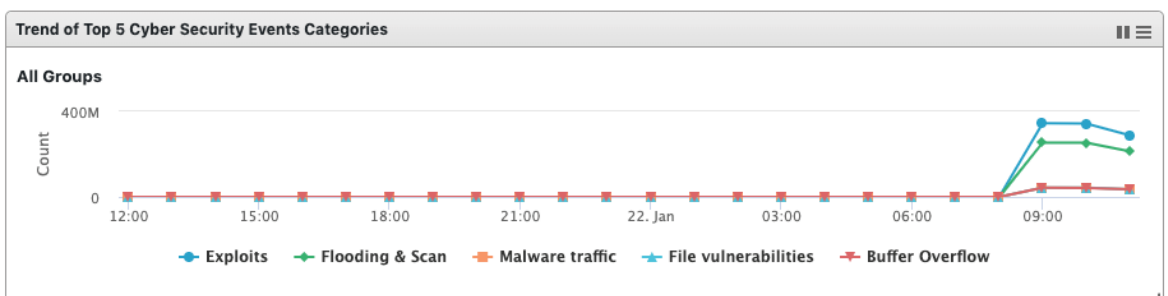 Trend of Top 5 Cyber Security Events Categories
All Groups
400M
Count
0
12:00 15:00 18:00 21:00 22. Jan 03:00 06:00 09:00
Exploits Flooding & Scan Malware traffic File vulnerabilities Buffer Overflow